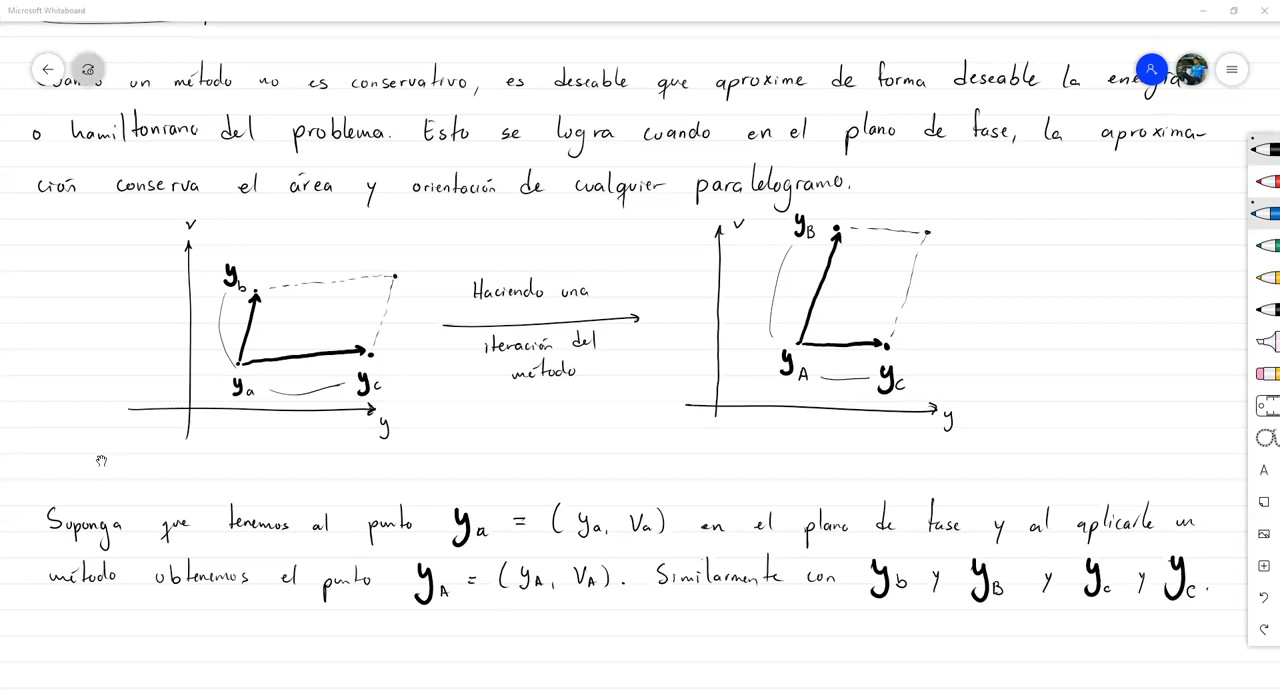 Microsoft Whiteboard
un método no es conservativo, es deseable que aproxime de forma deseable la energía
o hamiltoniano del problema. Esto se logra cuando en el plano de fase, la aproxima-
ción conserva el área y orientación de cualquier paralelogramo.
v
y_b
y_a
y_c
y
Haciendo una
iteración del
método
v
y_B
y_A
y_C
y
Suponga que tenemos al punto y_a = (y_a, v_a) en el plano de fase y al aplicarle un
método obtenemos el punto y_A = (y_A, v_A). Similarmente con y_b y y_B y y_c y y_C.
A